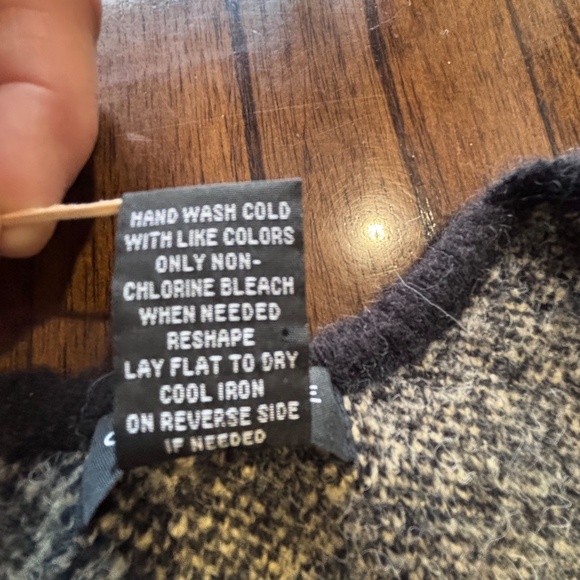 HAND WASH COLD
WITH LIKE COLORS
ONLY NON-
CHLORINE BLEACH
WHEN NEEDED
RESHAPE
LAY FLAT TO DRY
COOL IRON
ON REVERSE SIDE
IF NEEDED
E